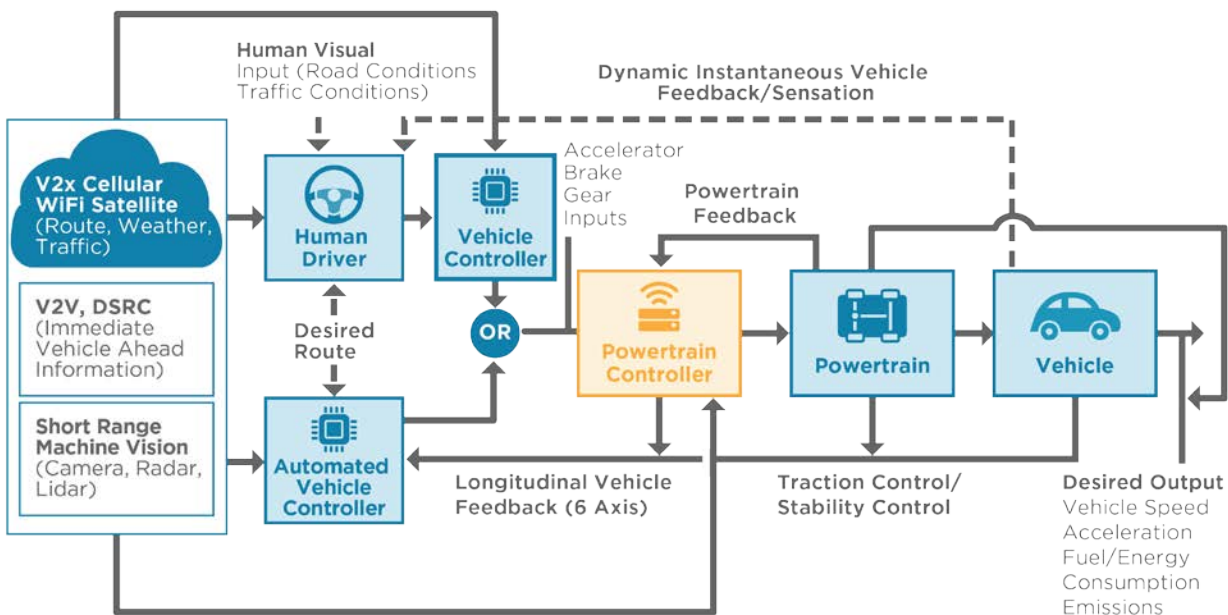 Human Visual
Input (Road Conditions
Traffic Conditions)
Dynamic Instantaneous Vehicle
Feedback/Sensation
V2x Cellular
WiFi Satellite
(Route, Weather,
Traffic)
Human
Driver
Vehicle
Controller
Accelerator
Brake
Gear
Inputs
Powertrain
Feedback
V2V, DSRC
(Immediate
Vehicle Ahead
Information)
Desired
Route
OR
Powertrain
Controller
Powertrain
Vehicle
Short Range
Machine Vision
(Camera, Radar,
Lidar)
Automated
Vehicle
Controller
Longitudinal Vehicle
Feedback (6 Axis)
Traction Control/
Stability Control
Desired Output
Vehicle Speed
Acceleration
Fuel/Energy
Consumption
Emissions